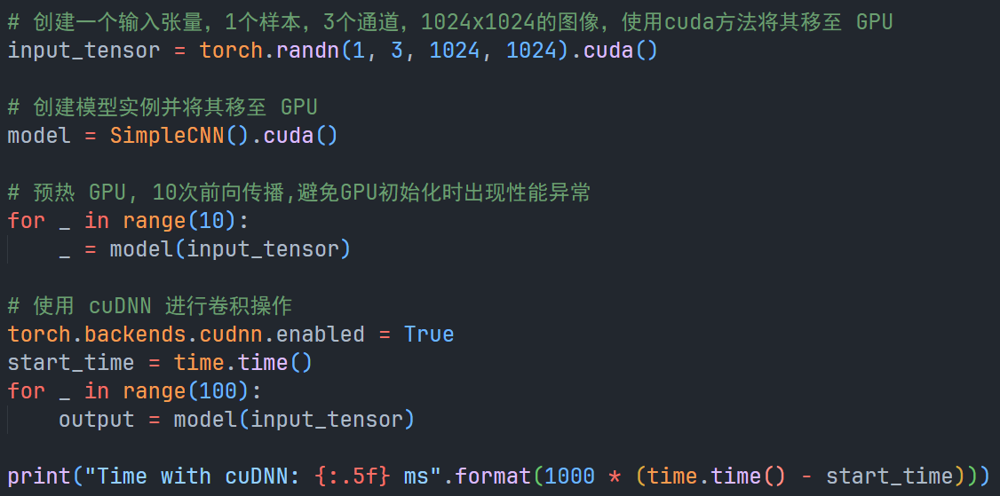 # 创建一个输入张量，1个样本，3个通道，1024x1024的图像，使用cuda方法将其移至 GPU
input_tensor = torch.randn(1, 3, 1024, 1024).cuda()
# 创建模型实例并将其移至 GPU
model = SimpleCNN().cuda()
# 预热 GPU, 10次前向传播,避免GPU初始化时出现性能异常
for _ in range(10):
    _ = model(input_tensor)
# 使用 cuDNN 进行卷积操作
torch.backends.cudnn.enabled = True
start_time = time.time()
for _ in range(100):
    output = model(input_tensor)
print("Time with cuDNN: {:.5f} ms".format(1000 * (time.time() - start_time)))